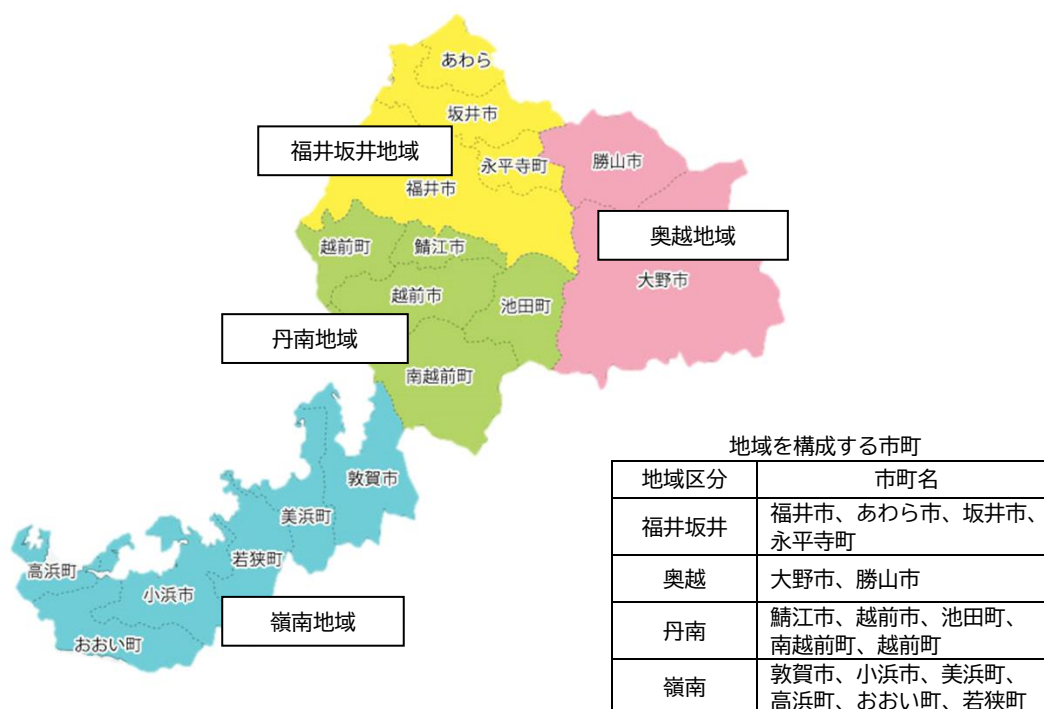 あわら
坂井市
福井坂井地域
永平寺町
勝山市
福井市
奥越地域
越前町
鯖江市
大野市
越前市
池田町
丹南地域
南越前町
敦賀市
美浜町
若狭町
高浜町
小浜市
嶺南地域
おおい町
地域を構成する市町
地域区分 市町名
福井坂井 福井市、あわら市、坂井市、
永平寺町
奥越 大野市、勝山市
丹南 鯖江市、越前市、池田町、
南越前町、越前町
嶺南 敦賀市、小浜市、美浜町、
高浜町、おおい町、若狭町